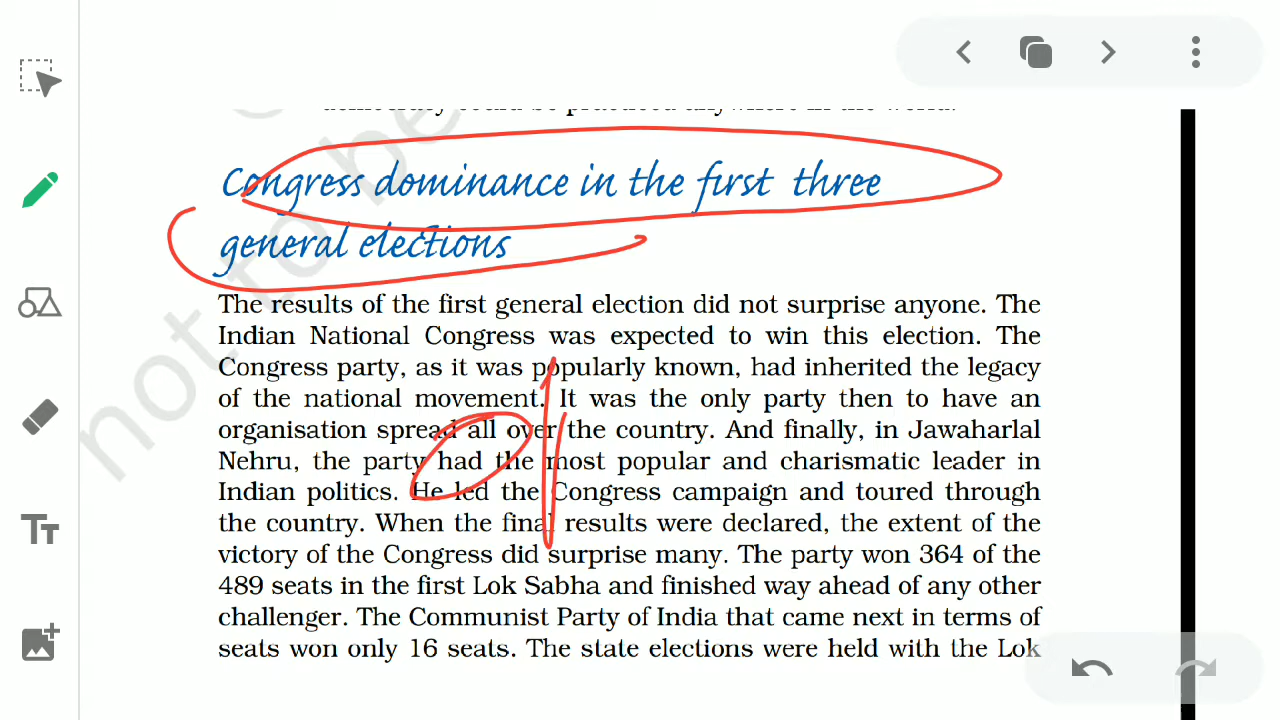 Congress dominance in the first three
general elections
The results of the first general election did not surprise anyone. The
Indian National Congress was expected to win this election. The
Congress party, as it was popularly known, had inherited the legacy
of the national movement. It was the only party then to have an
organisation spread all over the country. And finally, in Jawaharlal
Nehru, the party had the most popular and charismatic leader in
Indian politics. He led the Congress campaign and toured through
the country. When the final results were declared, the extent of the
victory of the Congress did surprise many. The party won 364 of the
489 seats in the first Lok Sabha and finished way ahead of any other
challenger. The Communist Party of India that came next in terms of
seats won only 16 seats. The state elections were held with the Lok
not to be
Tт